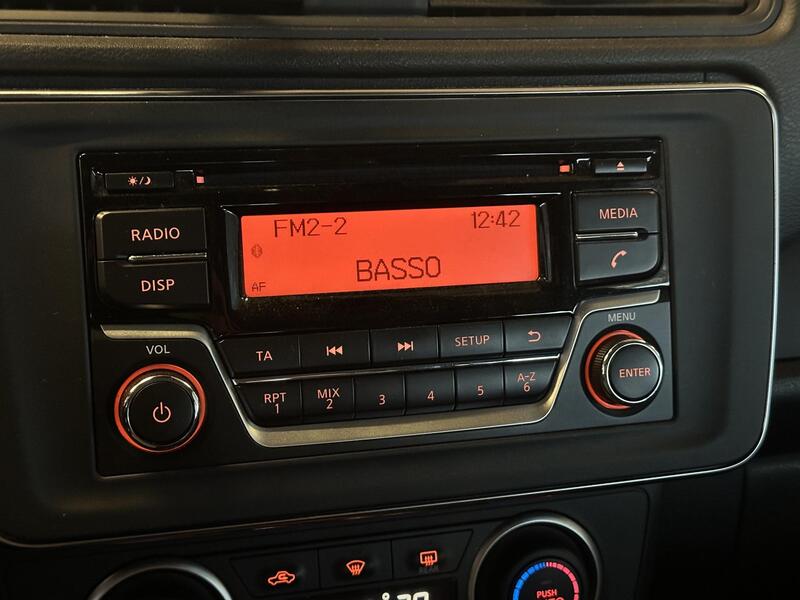 RADIO
DISP
FM2-2 12:42
BASSO
AF
MEDIA
VOL
MENU
TA
SETUP
RPT
1
MIX
2
3
4
5
A-Z
6
ENTER
PUSH